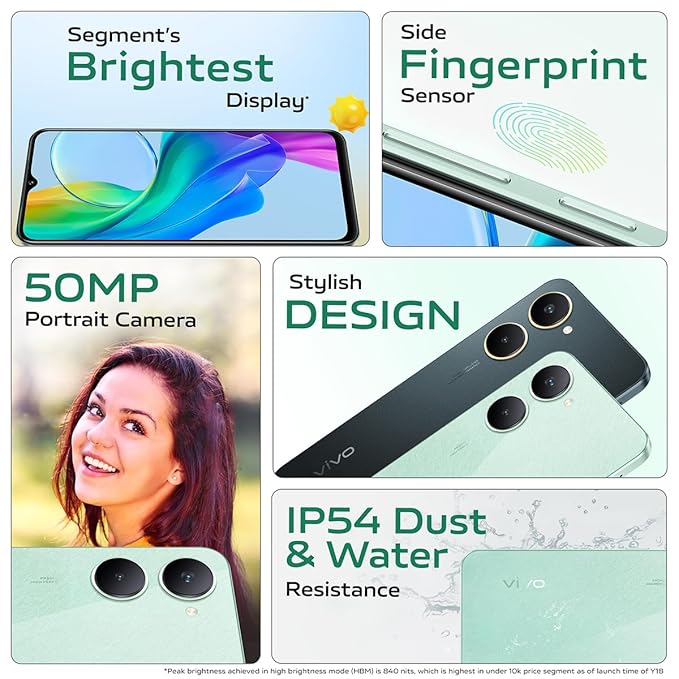 Segment's
Brightest
Display*
Side
Fingerprint
Sensor
50MP
Portrait Camera
Stylish
DESIGN
vivo
IP54 Dust
& Water
Resistance
vivo
*Peak brightness achieved in high brightness mode (HBM) is 840 nits, which is highest in under 10k price segment as of launch time of Y18